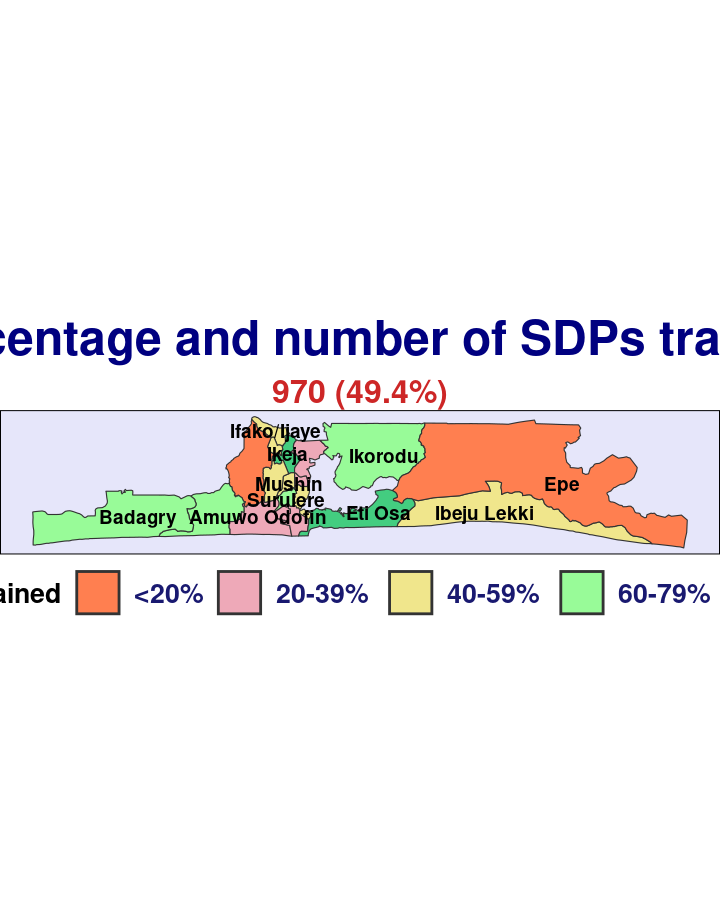 centage and number of SDPs tra
970 (49.4%)
Ifako/Ijaye
Ikeja
Ikorodu
Mushin
Epe
Surulere
Badagry Amuwo Odofin Eti Osa Ibeju Lekki
ained <20% 20-39% 40-59% 60-79%